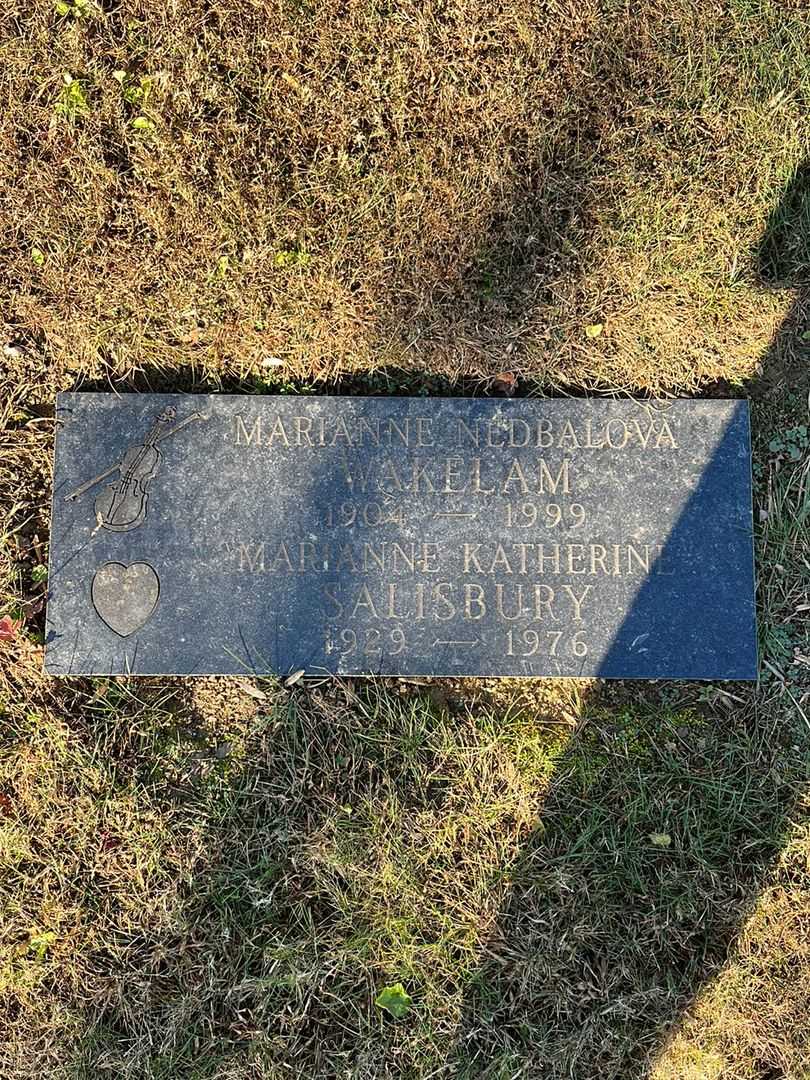 MARIANNE NEDBALOVA
WAKELAM
1904 — 1999
MARIANNE KATHERINE
SALISBURY
1929 — 1976